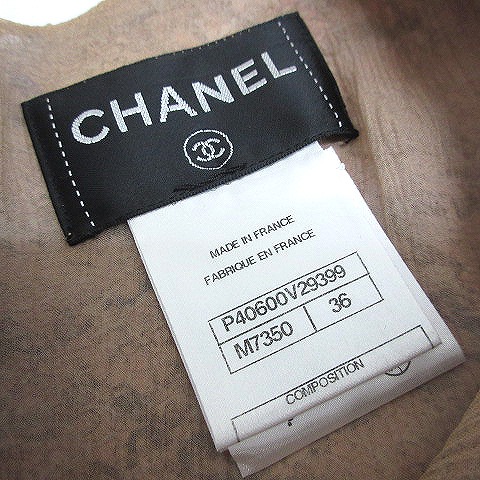 CHANEL
MADE IN FRANCE
FABRIQUE EN FRANCE
P40600V29399
M7350 36
COMPOSITION